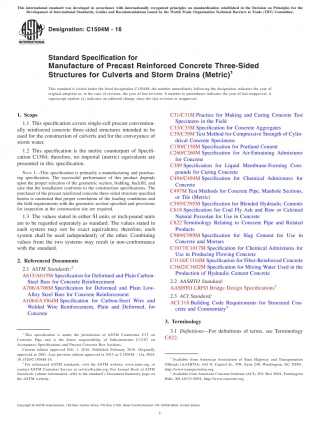 This international standard was developed in accordance with internationally recognized principles on standardization established in the Decision on Principles for the
Development of International Standards, Guides and Recommendations issued by the World Trade Organization Technical Barriers to Trade (TBT) Committee.
Designation: C1504M – 16
Standard Specification for
Manufacture of Precast Reinforced Concrete Three-Sided
Structures for Culverts and Storm Drains (Metric)1
This standard is issued under the fixed designation C1504M; the number immediately following the designation indicates the year of
original adoption or, in the case of revision, the year of last revision. A number in parentheses indicates the year of last reapproval. A
superscript epsilon (ε) indicates an editorial change since the last revision or reapproval.
1. Scope
1.1 This specification covers single-cell precast convention-
ally reinforced concrete three-sided structures intended to be
used for the construction of culverts and for the conveyance of
storm water.
1.2 This specification is the metric counterpart of Specifi-
cation C1504, therefore, no imperial (metric) equivalents are
presented in this specification.
NOTE 1—This specification is primarily a manufacturing and purchas-
ing specification. The successful performance of this product depends
upon the proper selection of the geometric section, bedding, backfill, and
care that the installation conforms to the construction specifications. The
purchaser of the precast reinforced concrete three-sided structure specified
herein is cautioned that proper correlation of the loading conditions and
the field requirements with the geometric section specified and provisions
for inspection at the construction site are required.
1.3 The values stated in either SI units or inch-pound units
are to be regarded separately as standard. The values stated in
each system may not be exact equivalents; therefore, each
system shall be used independently of the other. Combining
values from the two systems may result in non-conformance
with the standard.
2. Referenced Documents
2.1 ASTM Standards:2
A615/A615M Specification for Deformed and Plain Carbon-
Steel Bars for Concrete Reinforcement
A706/A706M Specification for Deformed and Plain Low-
Alloy Steel Bars for Concrete Reinforcement
A1064/A1064M Specification for Carbon-Steel Wire and
Welded Wire Reinforcement, Plain and Deformed, for
Concrete
1 This specification is under the jurisdiction of ASTM Committee C13 on
Concrete Pipe and is the direct responsibility of Subcommittee C13.07 on
Acceptance Specifications and Precast Concrete Box Sections.
Current edition approved Feb. 1, 2016. Published February 2016. Originally
approved in 2001. Last previous edition approved in 2015 as C1504M – 15a. DOI:
10.1520/C1504M-16.
2 For referenced ASTM standards, visit the ASTM website, www.astm.org, or
contact ASTM Customer Service at service@astm.org. For Annual Book of ASTM
Standards volume information, refer to the standard's Document Summary page on
the ASTM website.
C31/C31M Practice for Making and Curing Concrete Test
Specimens in the Field
C33/C33M Specification for Concrete Aggregates
C39/C39M Test Method for Compressive Strength of Cylin-
drical Concrete Specimens
C150/C150M Specification for Portland Cement
C260/C260M Specification for Air-Entraining Admixtures
for Concrete
C309 Specification for Liquid Membrane-Forming Com-
pounds for Curing Concrete
C494/C494M Specification for Chemical Admixtures for
Concrete
C497M Test Methods for Concrete Pipe, Manhole Sections,
or Tile (Metric)
C595/C595M Specification for Blended Hydraulic Cements
C618 Specification for Coal Fly Ash and Raw or Calcined
Natural Pozzolan for Use in Concrete
C822 Terminology Relating to Concrete Pipe and Related
Products
C989/C989M Specification for Slag Cement for Use in
Concrete and Mortars
C1017/C1017M Specification for Chemical Admixtures for
Use in Producing Flowing Concrete
C1116/C1116M Specification for Fiber-Reinforced Concrete
C1602/C1602M Specification for Mixing Water Used in the
Production of Hydraulic Cement Concrete
2.2 AASHTO Standard:
AASHTO LRFD Bridge Design Specifications3
2.3 ACI Standard:
ACI 318 Building Code Requirements for Structural Con-
crete and Commentary4
3. Terminology
3.1 Definitions—For definitions of terms, see Terminology
C822.
3 Available from American Association of State Highway and Transportation
Officials (AASHTO), 444 N. Capitol St., NW, Suite 249, Washington, DC 20001,
http://www.transportation.org.
4 Available from American Concrete Institute (ACI), P.O. Box 9094, Farmington
Hills, MI 48333-9094, http://www.concrete.org.
Copyright © ASTM International, 100 Barr Harbor Drive, PO Box C700, West Conshohocken, PA 19428-2959. United States
1